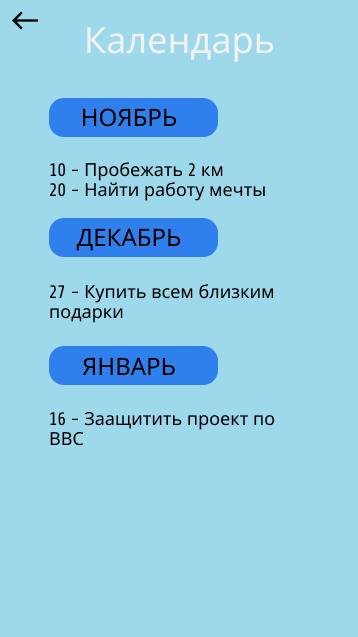 Календарь
НОЯБРЬ
10 - Пробежать 2 км
20 - Найти работу мечты
ДЕКАБРЬ
27 - Купить всем близким
подарки
ЯНВАРЬ
16 - Заащитить проект по
ВВС